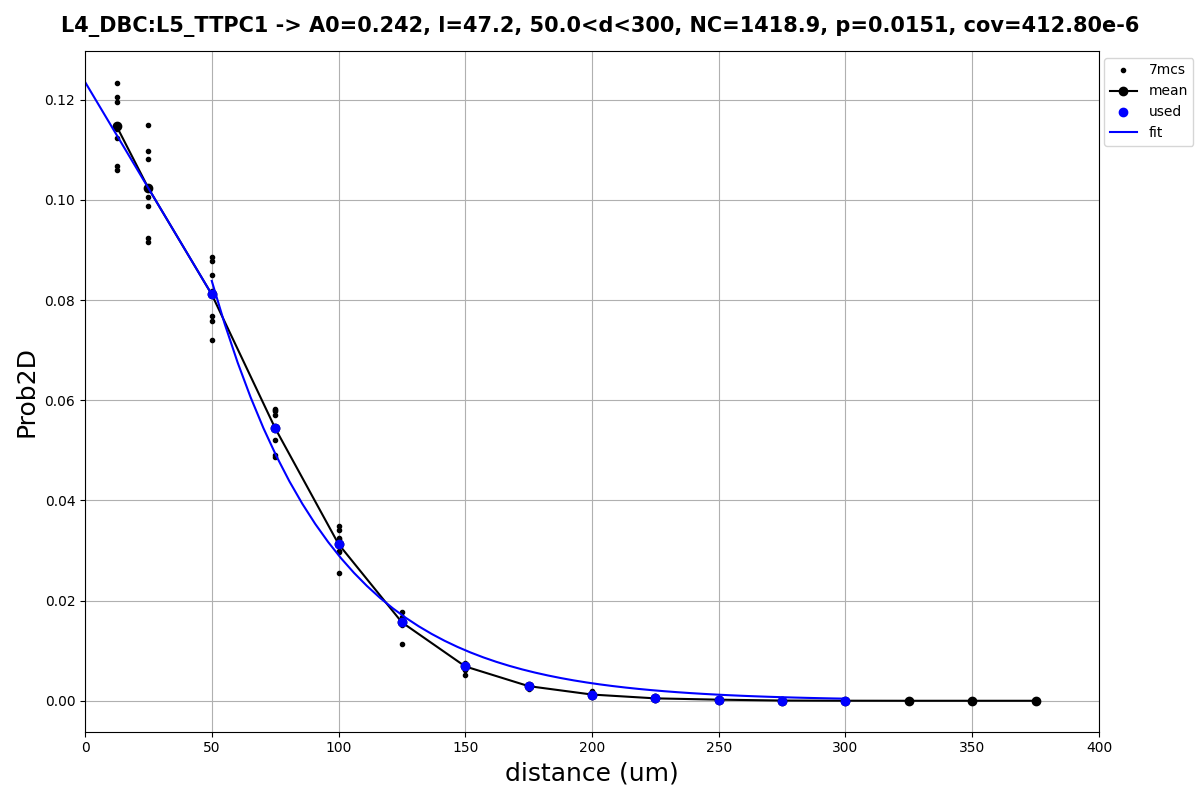 L4_DBC:L5_TTPC1 -> A0=0.242, l=47.2, 50.0<d<300, NC=1418.9, p=0.0151, cov=412.80e-6
7mcs
mean
used
fit
0.12
0.10
0.08
0.06
0.04
0.02
0.00
Prob2D
0 50 100 150 200 250 300 350 400
distance (um)